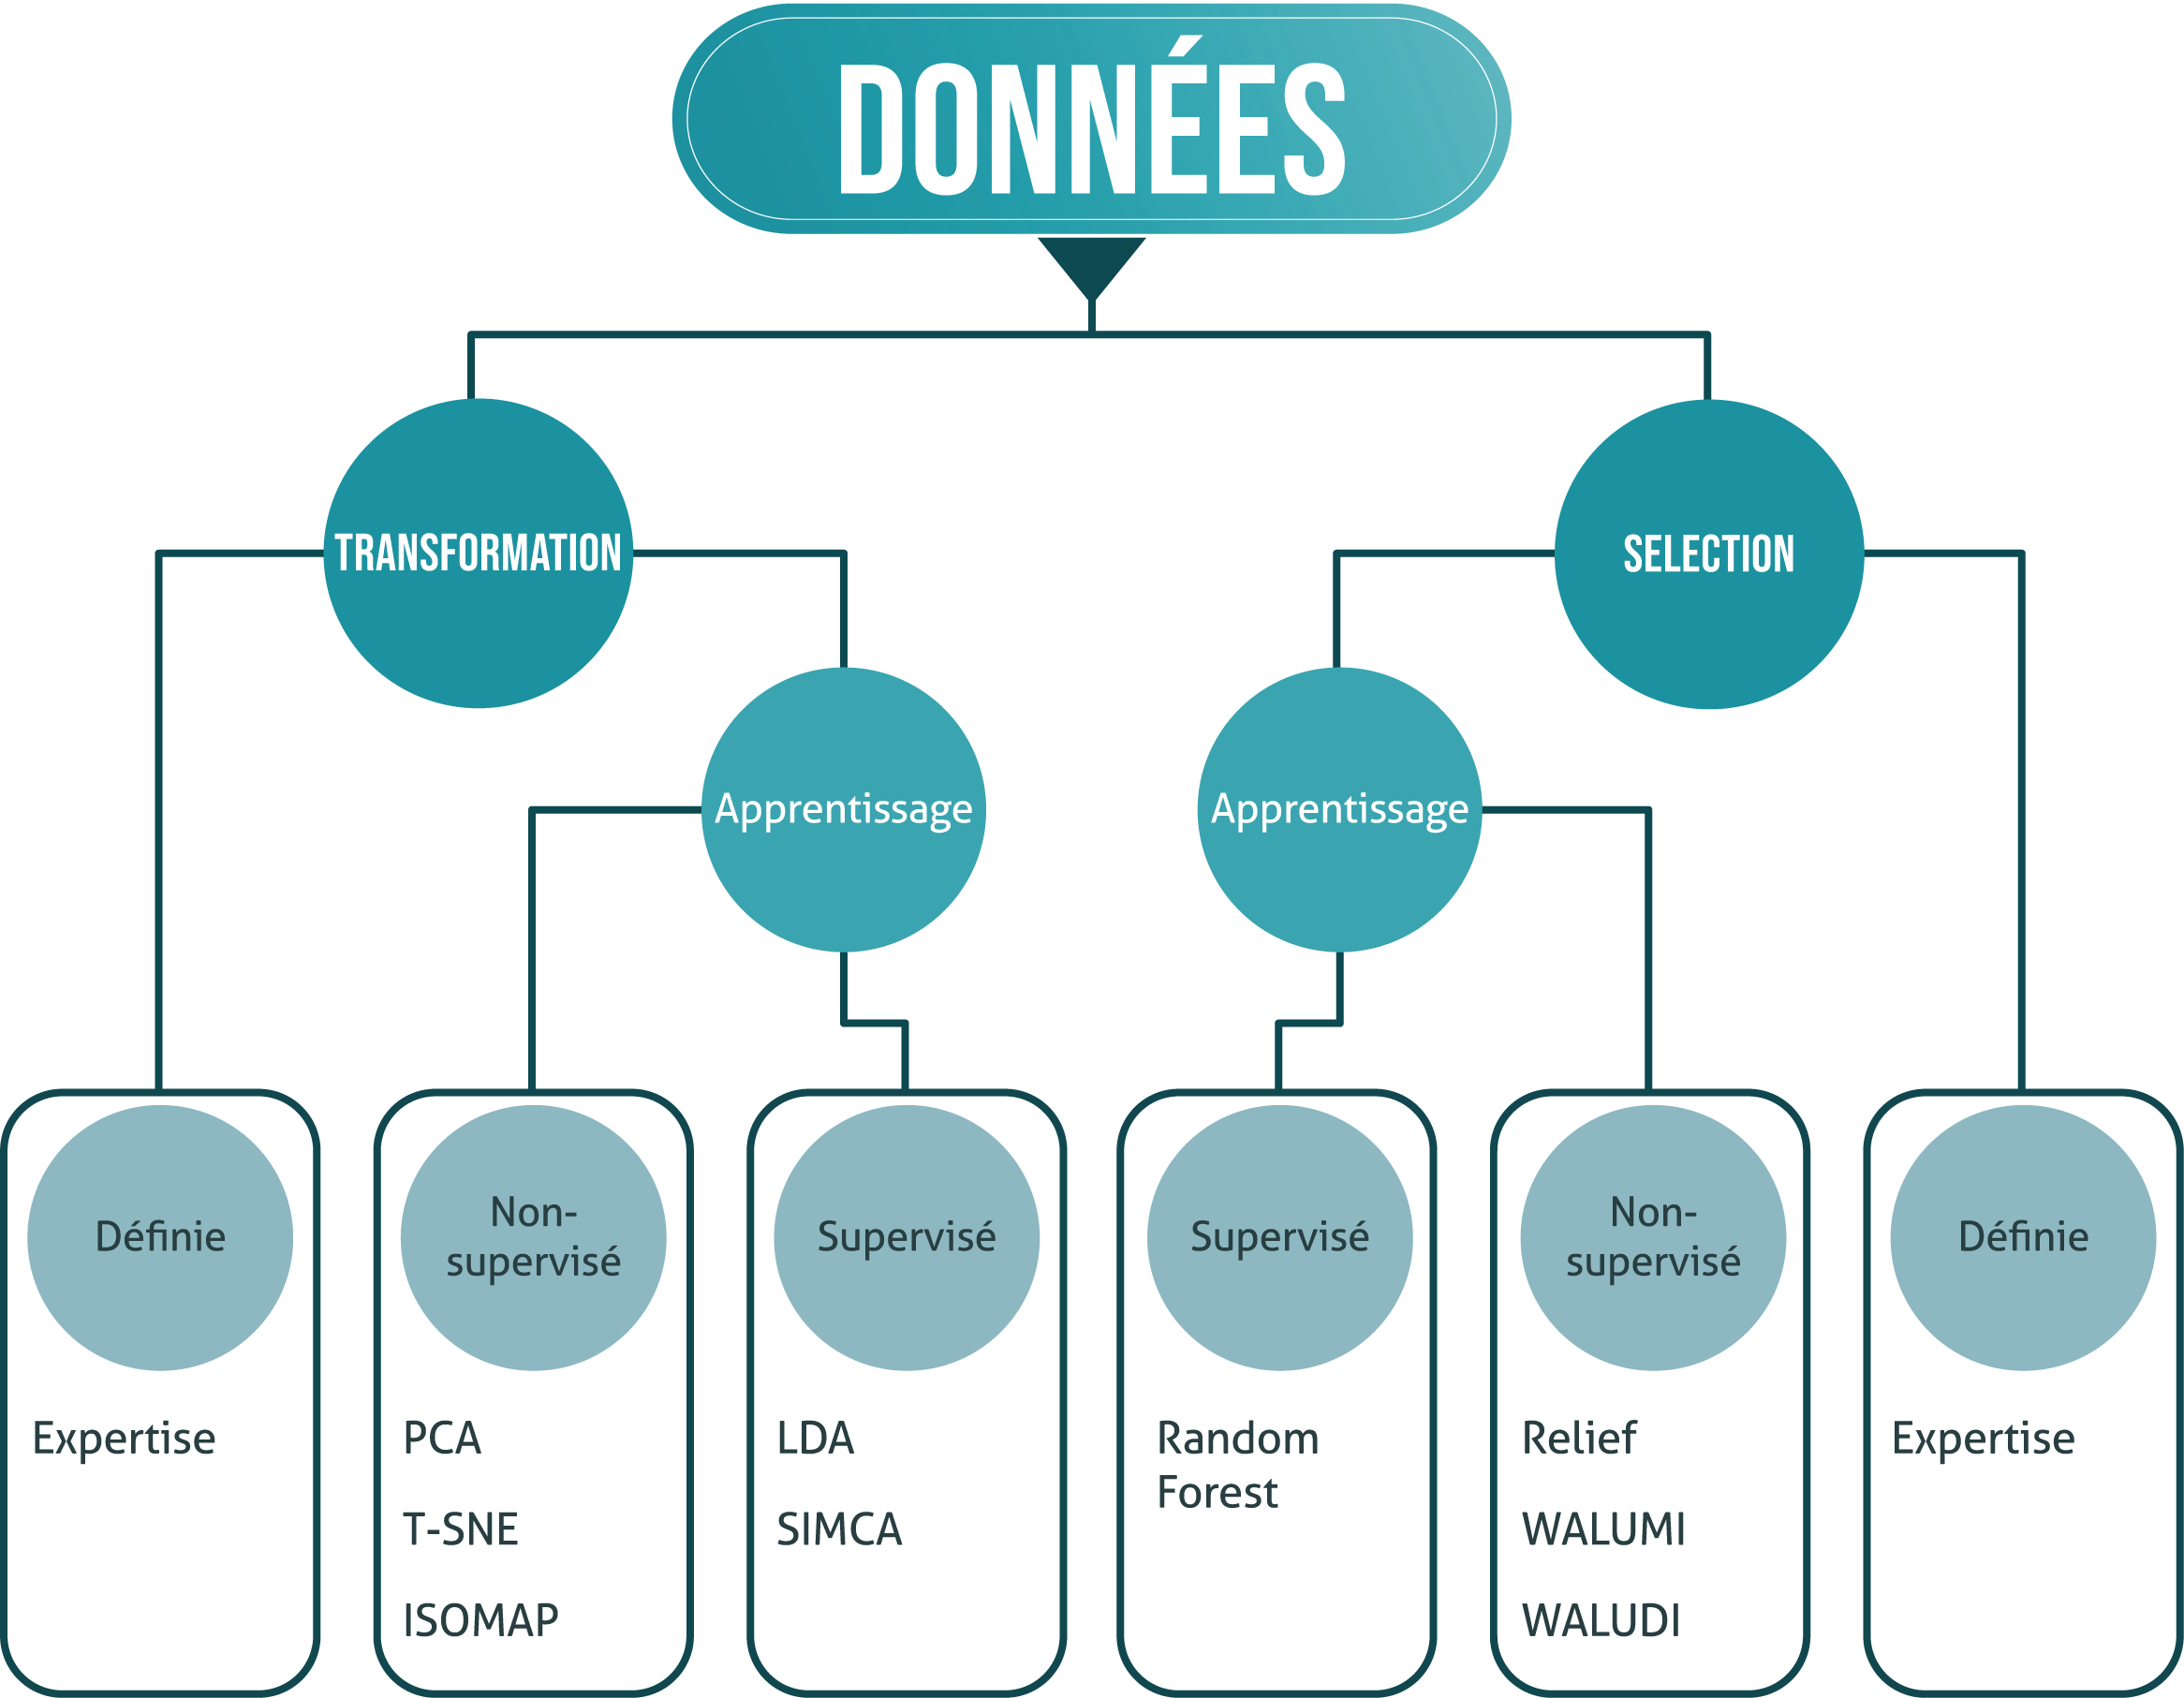 DONNÉES
TRANSFORMATION
SELECTION
Apprentissage
Apprentissage
Définie
Expertise
Non-
supervisé
PCA
T-SNE
ISOMAP
Supervisé
LDA
SIMCA
Supervisé
Random
Forest
Non-
supervisé
Relief
WALUMI
WALUDI
Définie
Expertise